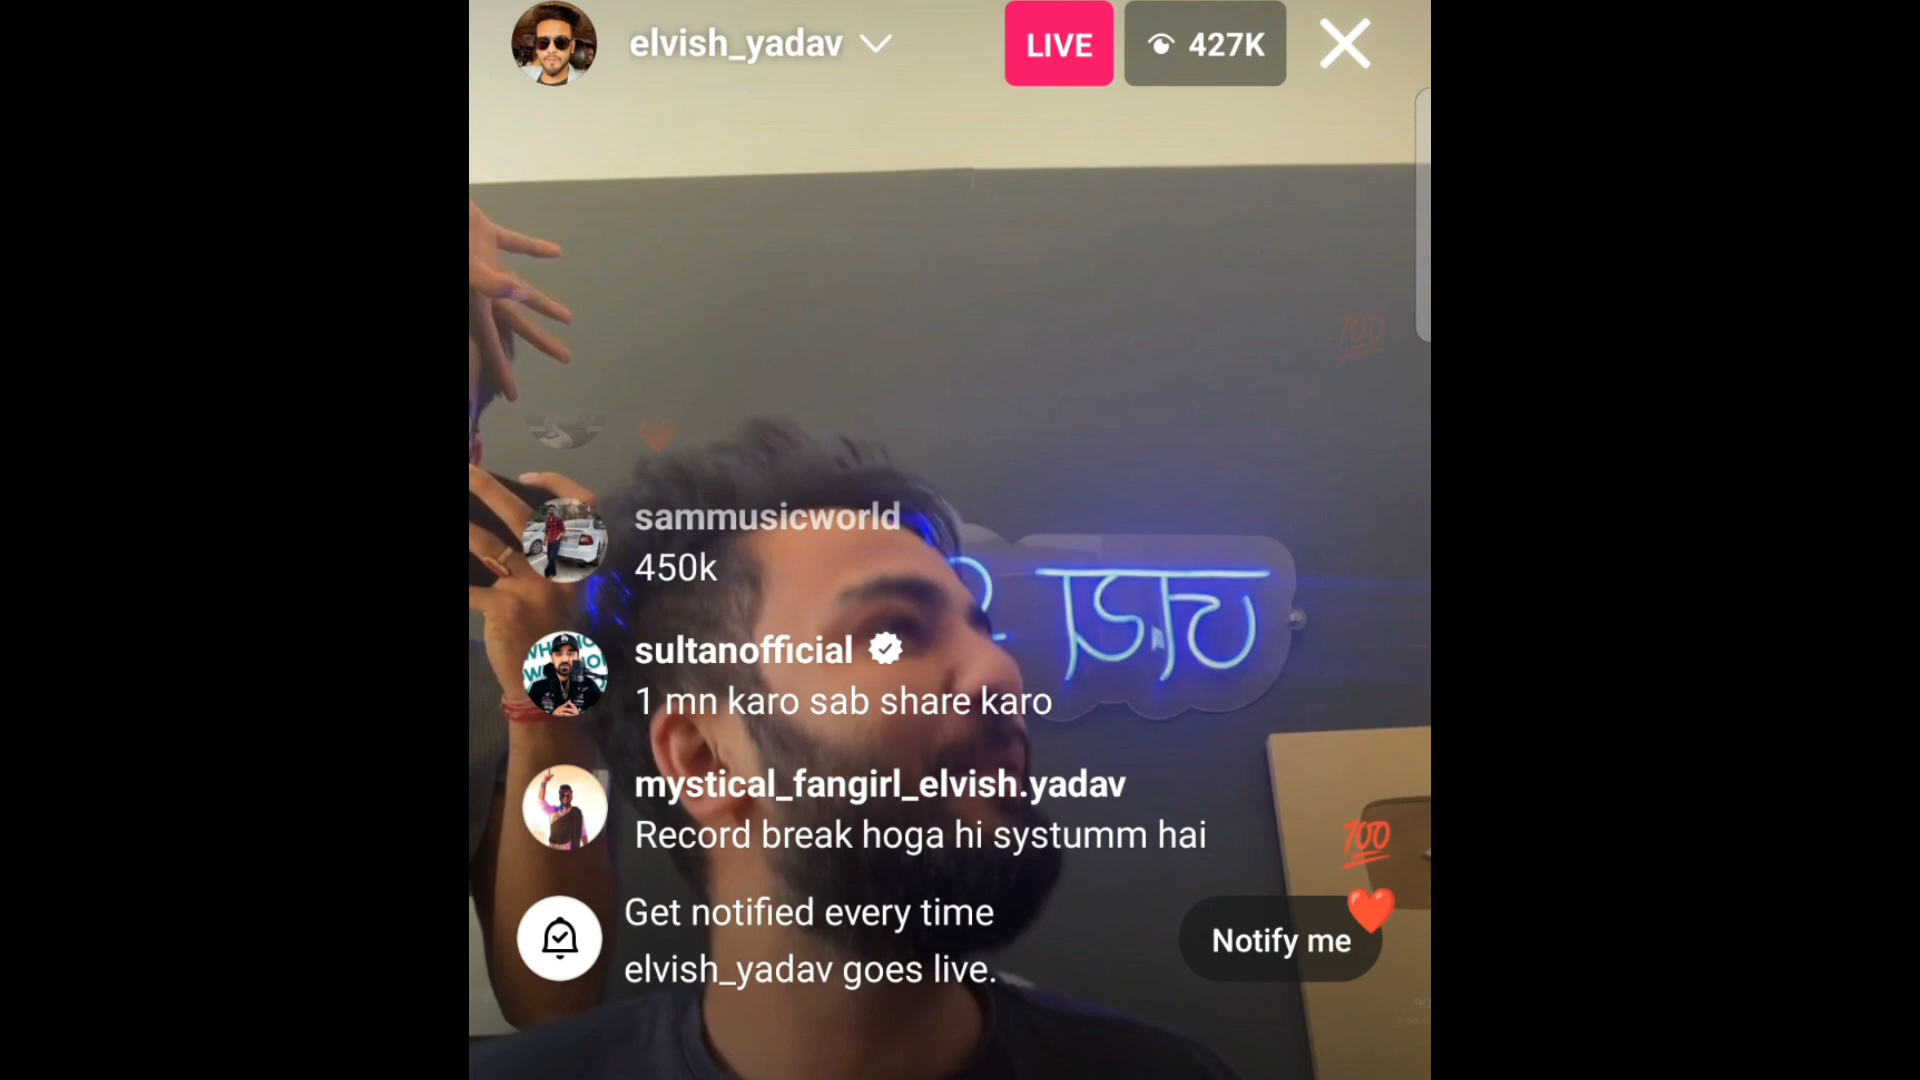 elvish_yadav
LIVE
427K
sammusicworld
450k
sultanofficial
1 mn karo sab share karo
mystical_fangirl_elvish.yadav
Record break hoga hi systumm hai
Get notified every time
elvish_yadav goes live.
Notify me
💯
❤️